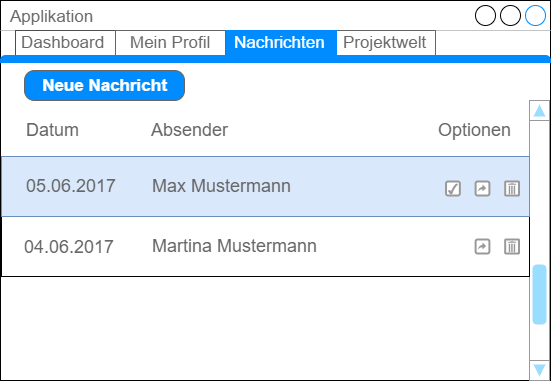 Applikation
Dashboard Mein Profil Nachrichten Projektwelt
Neue Nachricht
Datum Absender Optionen
05.06.2017 Max Mustermann
04.06.2017 Martina Mustermann